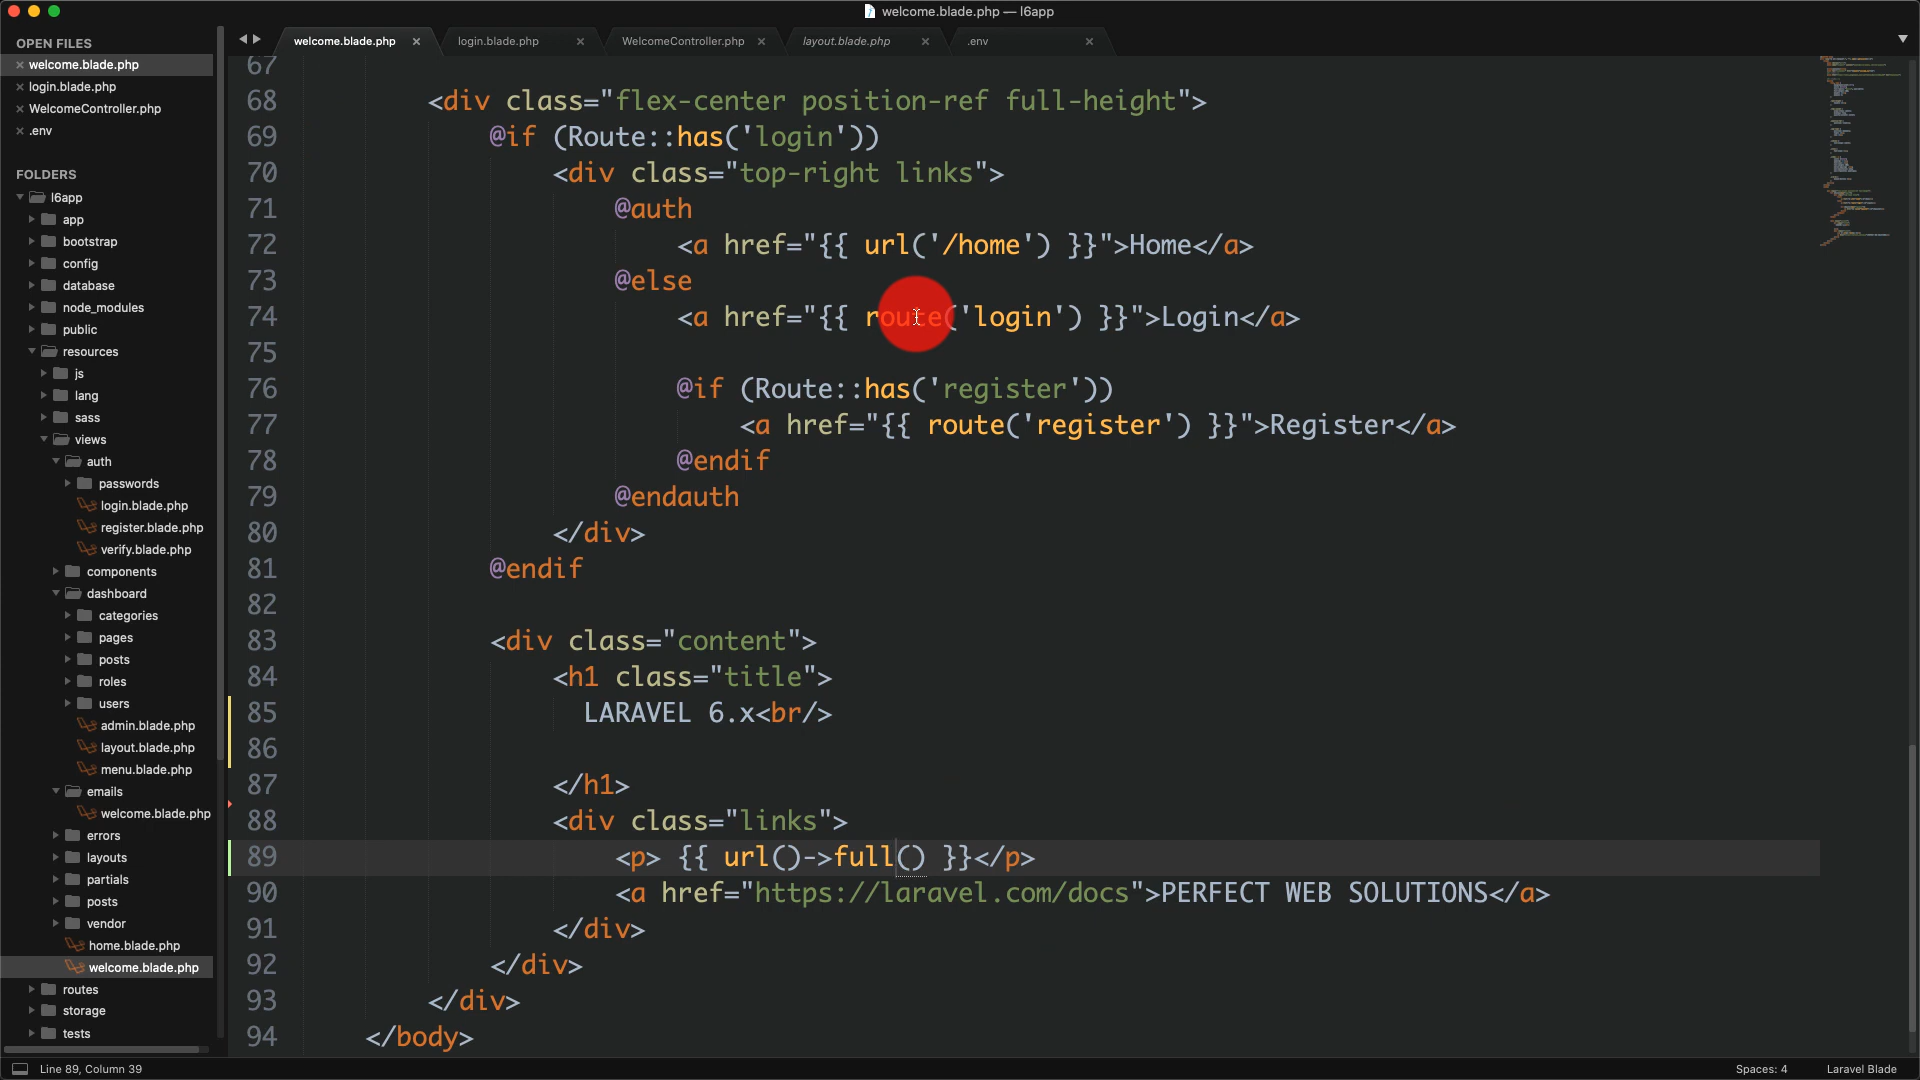 welcome.blade.php — l6app
OPEN FILES
welcome.blade.php
login.blade.php
WelcomeController.php
.env
FOLDERS
l6app
app
bootstrap
config
database
node_modules
public
resources
js
lang
sass
views
auth
passwords
login.blade.php
register.blade.php
verify.blade.php
components
dashboard
categories
pages
posts
roles
users
admin.blade.php
layout.blade.php
menu.blade.php
emails
welcome.blade.php
errors
layouts
partials
posts
vendor
home.blade.php
welcome.blade.php
routes
storage
tests
welcome.blade.php login.blade.php WelcomeController.php layout.blade.php .env
67
68 <div class="flex-center position-ref full-height">
69 @if (Route::has('login'))
70 <div class="top-right links">
71 @auth
72 <a href="{{ url('/home') }}">Home</a>
73 @else
74 <a href="{{ route('login') }}">Login</a>
75
76 @if (Route::has('register'))
77 <a href="{{ route('register') }}">Register</a>
78 @endif
79 @endauth
80 </div>
81 @endif
82
83 <div class="content">
84 <h1 class="title">
85 LARAVEL 6.x<br/>
86
87 </h1>
88 <div class="links">
89 <p> {{ url()->full() }}</p>
90 <a href="https://laravel.com/docs">PERFECT WEB SOLUTIONS</a>
91 </div>
92 </div>
93 </div>
94 </body>
Line 89, Column 39 Spaces: 4 Laravel Blade